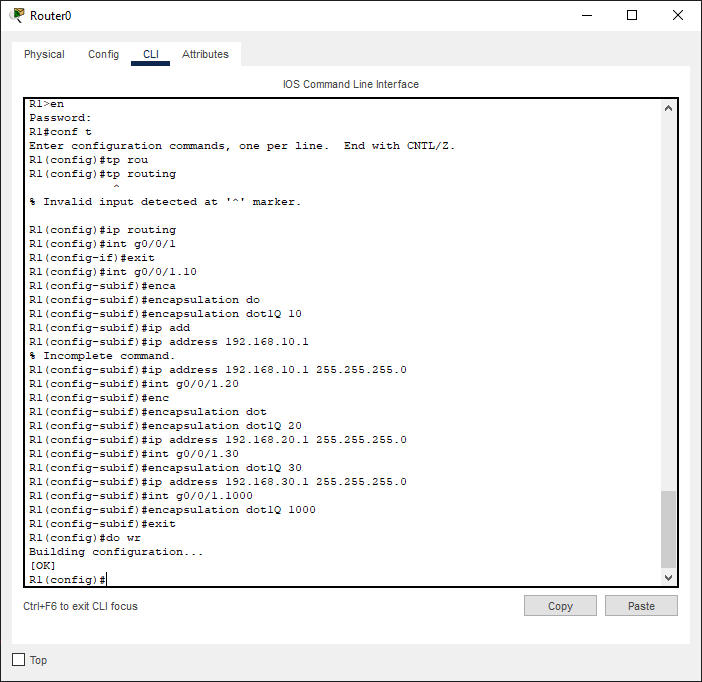 Router0
Physical Config CLI Attributes
IOS Command Line Interface
R1>en
Password:
R1#conf t
Enter configuration commands, one per line.  End with CNTL/Z.
R1(config)#tp rou
R1(config)#tp routing
^
% Invalid input detected at '^' marker.
R1(config)#ip routing
R1(config)#int g0/0/1
R1(config-if)#exit
R1(config)#int g0/0/1.10
R1(config-subif)#enca
R1(config-subif)#encapsulation do
R1(config-subif)#encapsulation dot1Q 10
R1(config-subif)#ip add
R1(config-subif)#ip address 192.168.10.1
% Incomplete command.
R1(config-subif)#ip address 192.168.10.1 255.255.255.0
R1(config-subif)#int g0/0/1.20
R1(config-subif)#enc
R1(config-subif)#encapsulation dot
R1(config-subif)#encapsulation dot1Q 20
R1(config-subif)#ip address 192.168.20.1 255.255.255.0
R1(config-subif)#int g0/0/1.30
R1(config-subif)#encapsulation dot1Q 30
R1(config-subif)#ip address 192.168.30.1 255.255.255.0
R1(config-subif)#int g0/0/1.1000
R1(config-subif)#encapsulation dot1Q 1000
R1(config-subif)#exit
R1(config)#do wr
Building configuration...
[OK]
R1(config)#
Ctrl+F6 to exit CLI focus
Copy Paste
Top